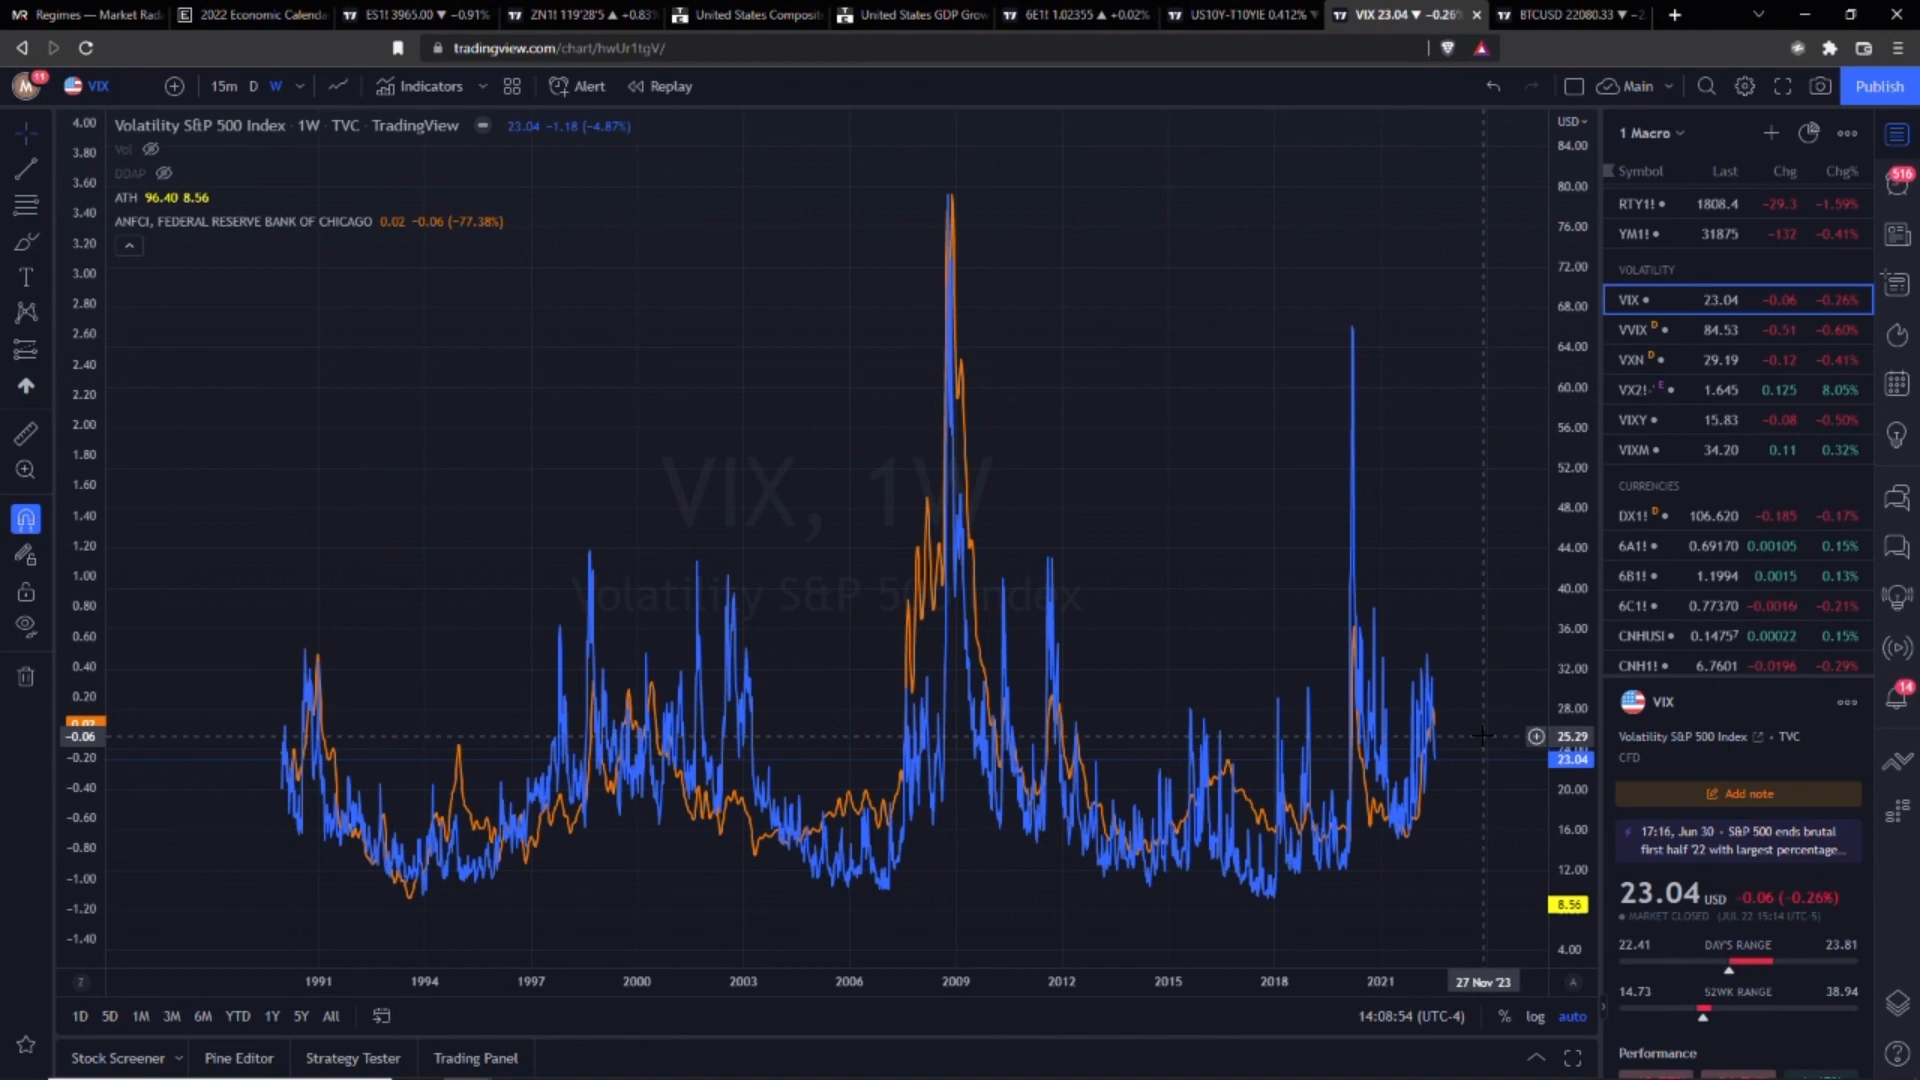 Regimes — Market Rad
2022 Economic Calenda
ES1! 3965.00 ▼ −0.91%
ZN1! 119'28'5 ▲ +0.83%
United States Composit
United States GDP Grow
6E1! 1.02355 ▲ +0.02%
US10Y-T10YIE 0.412% ▼
VIX 23.04 ▼ −0.26%
BTCUSD 22080.33 ▼ −2
tradingview.com/chart/hwUr1tgV/
M 11 VIX 15m D W Indicators Alert Replay Main Publish
Volatility S&P 500 Index · 1W · TVC · TradingView 23.04 −1.18 (−4.87%)
Vol
DDAP
ATH 96.40 8.56
ANFCI, FEDERAL RESERVE BANK OF CHICAGO 0.02 −0.06 (−77.38%)
4.00
3.80
3.60
3.40
3.20
3.00
2.80
2.60
2.40
2.20
2.00
1.80
1.60
1.40
1.20
1.00
0.80
0.60
0.40
0.20
0.02
−0.06
−0.20
−0.40
−0.60
−0.80
−1.00
−1.20
−1.40
VIX, 1W
Volatility S&P 500 Index
USD
84.00
80.00
76.00
72.00
68.00
64.00
60.00
56.00
52.00
48.00
44.00
40.00
36.00
32.00
28.00
25.29
24.00
23.04
20.00
16.00
12.00
8.56
4.00
Z 1991 1994 1997 2000 2003 2006 2009 2012 2015 2018 2021 27 Nov '23 A
1D 5D 1M 3M 6M YTD 1Y 5Y All 14:08:54 (UTC-4) % log auto
Stock Screener Pine Editor Strategy Tester Trading Panel
1 Macro
Symbol Last Chg Chg%
RTY1! 1808.4 −29.3 −1.59%
YM1! 31875 −132 −0.41%
VOLATILITY
VIX 23.04 −0.06 −0.26%
VVIX D 84.53 −0.51 −0.60%
VXN D 29.19 −0.12 −0.41%
VX2!- E 1.645 0.125 8.05%
VIXY 15.83 −0.08 −0.50%
VIXM 34.20 0.11 0.32%
CURRENCIES
DX1! D 106.620 −0.185 −0.17%
6A1! 0.69170 0.00105 0.15%
6B1! 1.1994 0.0015 0.13%
6C1! 0.77370 −0.0016 −0.21%
CNHUSI 0.14757 0.00022 0.15%
CNH1! 6.7601 −0.0196 −0.29%
VIX
Volatility S&P 500 Index • TVC
CFD
Add note
17:16, Jun 30 • S&P 500 ends brutal
first half '22 with largest percentage...
23.04 USD −0.06 (−0.26%)
MARKET CLOSED (JUL 22 15:14 UTC-5)
22.41 DAY'S RANGE 23.81
14.73 52WK RANGE 38.94
Performance
516
14